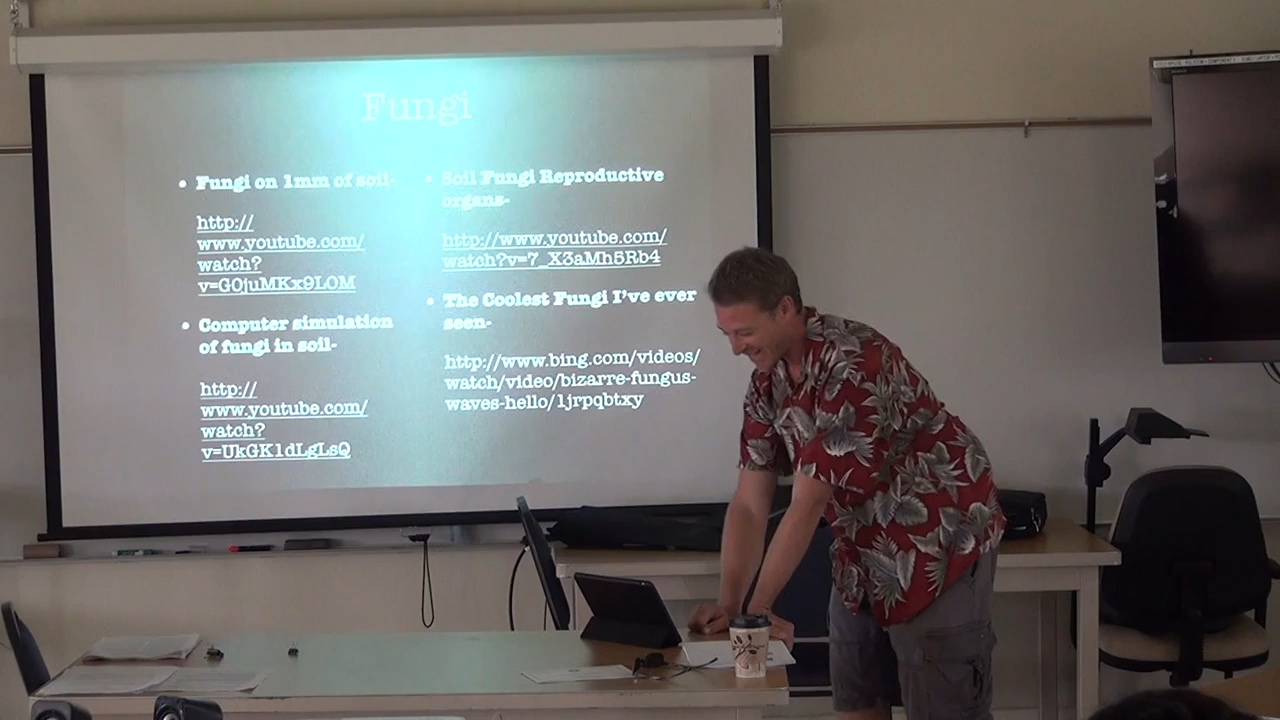 Fungi
• Fungi on 1mm of soil-
http://
www.youtube.com/
watch?
v=G0juMKx9L0M
• Computer simulation
of fungi in soil-
http://
www.youtube.com/
watch?
v=UkGK1dLgLsQ
• Soil Fungi Reproductive
organs-
http://www.youtube.com/
watch?v=7_X3aMh5Rb4
• The Coolest Fungi I've ever
seen-
http://www.bing.com/videos/
watch/video/bizarre-fungus-
waves-hello/1jrpqbtxy